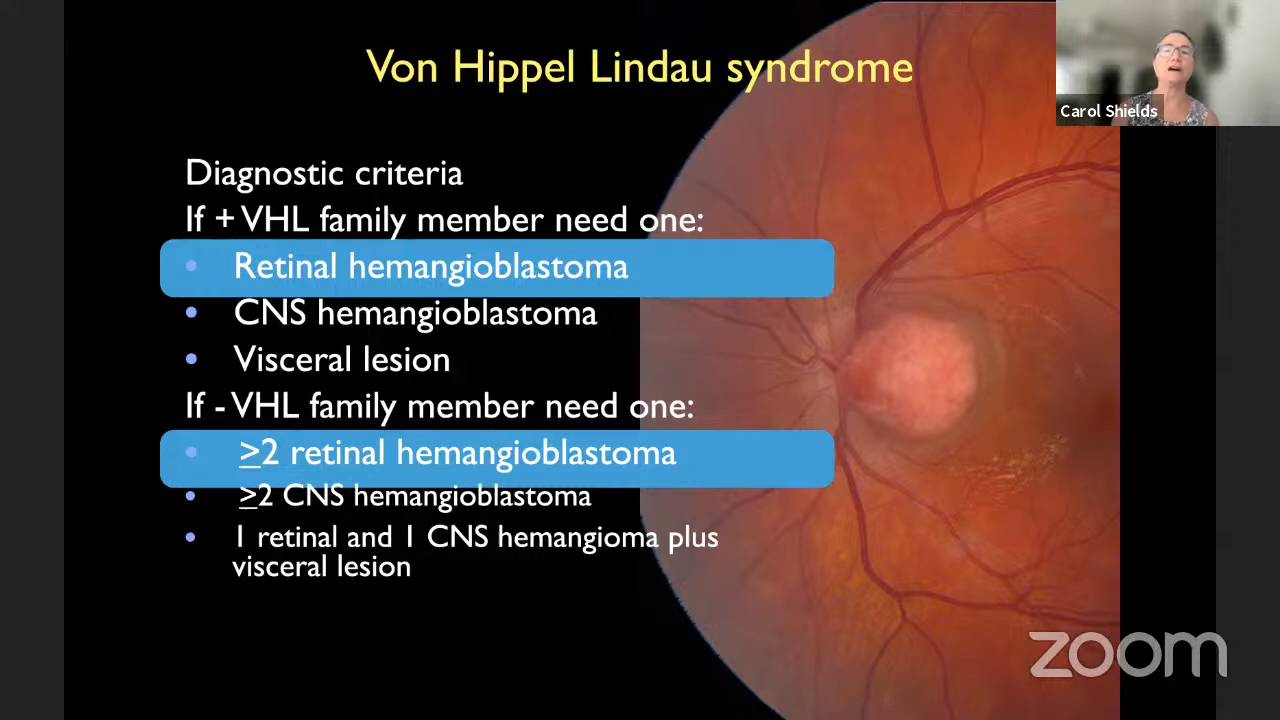 Von Hippel Lindau syndrome
Carol Shields
Diagnostic criteria
If + VHL family member need one:
• Retinal hemangioblastoma
• CNS hemangioblastoma
• Visceral lesion
If - VHL family member need one:
• ≥2 retinal hemangioblastoma
• ≥2 CNS hemangioblastoma
• 1 retinal and 1 CNS hemangioma plus
visceral lesion
zoom